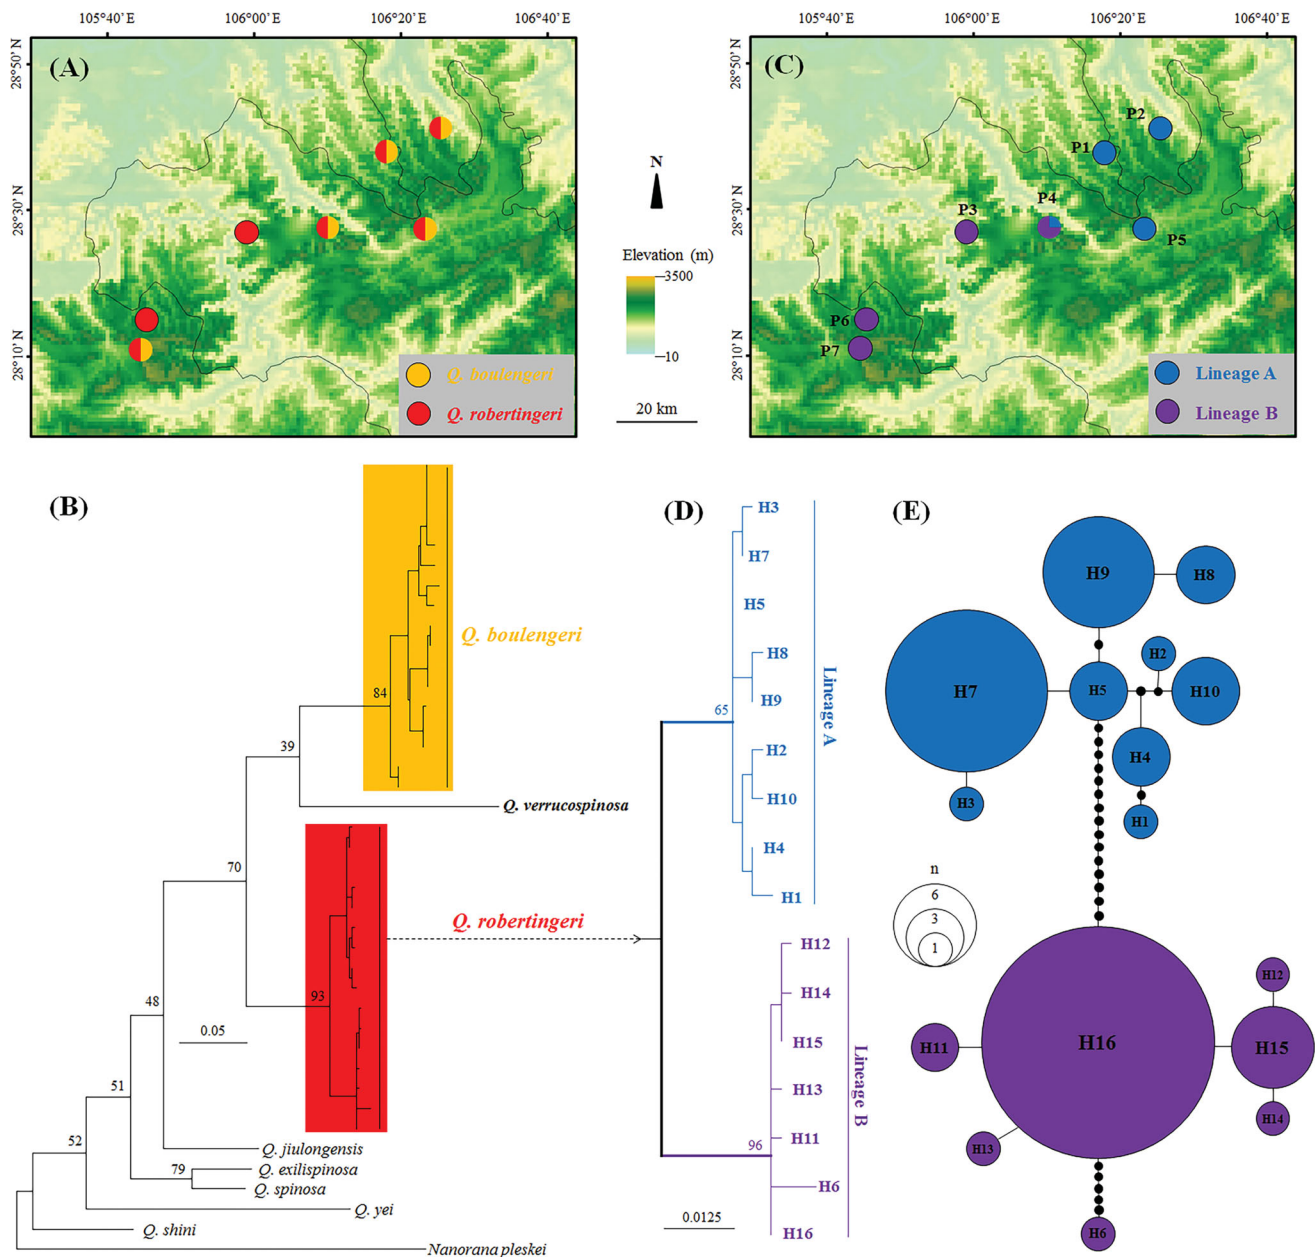 105°40' E 106°00' E 106°20' E 106°40' E
105°40' E 106°00' E 106°20' E 106°40' E
28°50' N
28°30' N
28°10' N
(A)
Q. boulengeri
Q. robertingeri
N
Elevation (m)
3500
10
20 km
28°50' N
28°30' N
28°10' N
(C)
P2
P1
P4
P3
P5
P6
P7
Lineage A
Lineage B
(B)
Q. boulengeri
84
39
Q. verrucospinosa
70
Q. robertingeri
93
48
0.05
51
52
Q. jiulongensis
79
Q. exilispinosa
Q. spinosa
Q. yei
Q. shini
Nanorana pleskei
(D)
H3
H7
H5
H8
H9
65
H2
H10
H4
H1
Lineage A
H12
H14
H15
H13
H11
96
H6
H16
Lineage B
0.0125
(E)
H9
H8
H2
H7
H5
H10
H4
H3
H1
n
6
3
1
H12
H11
H16
H15
H14
H13
H6